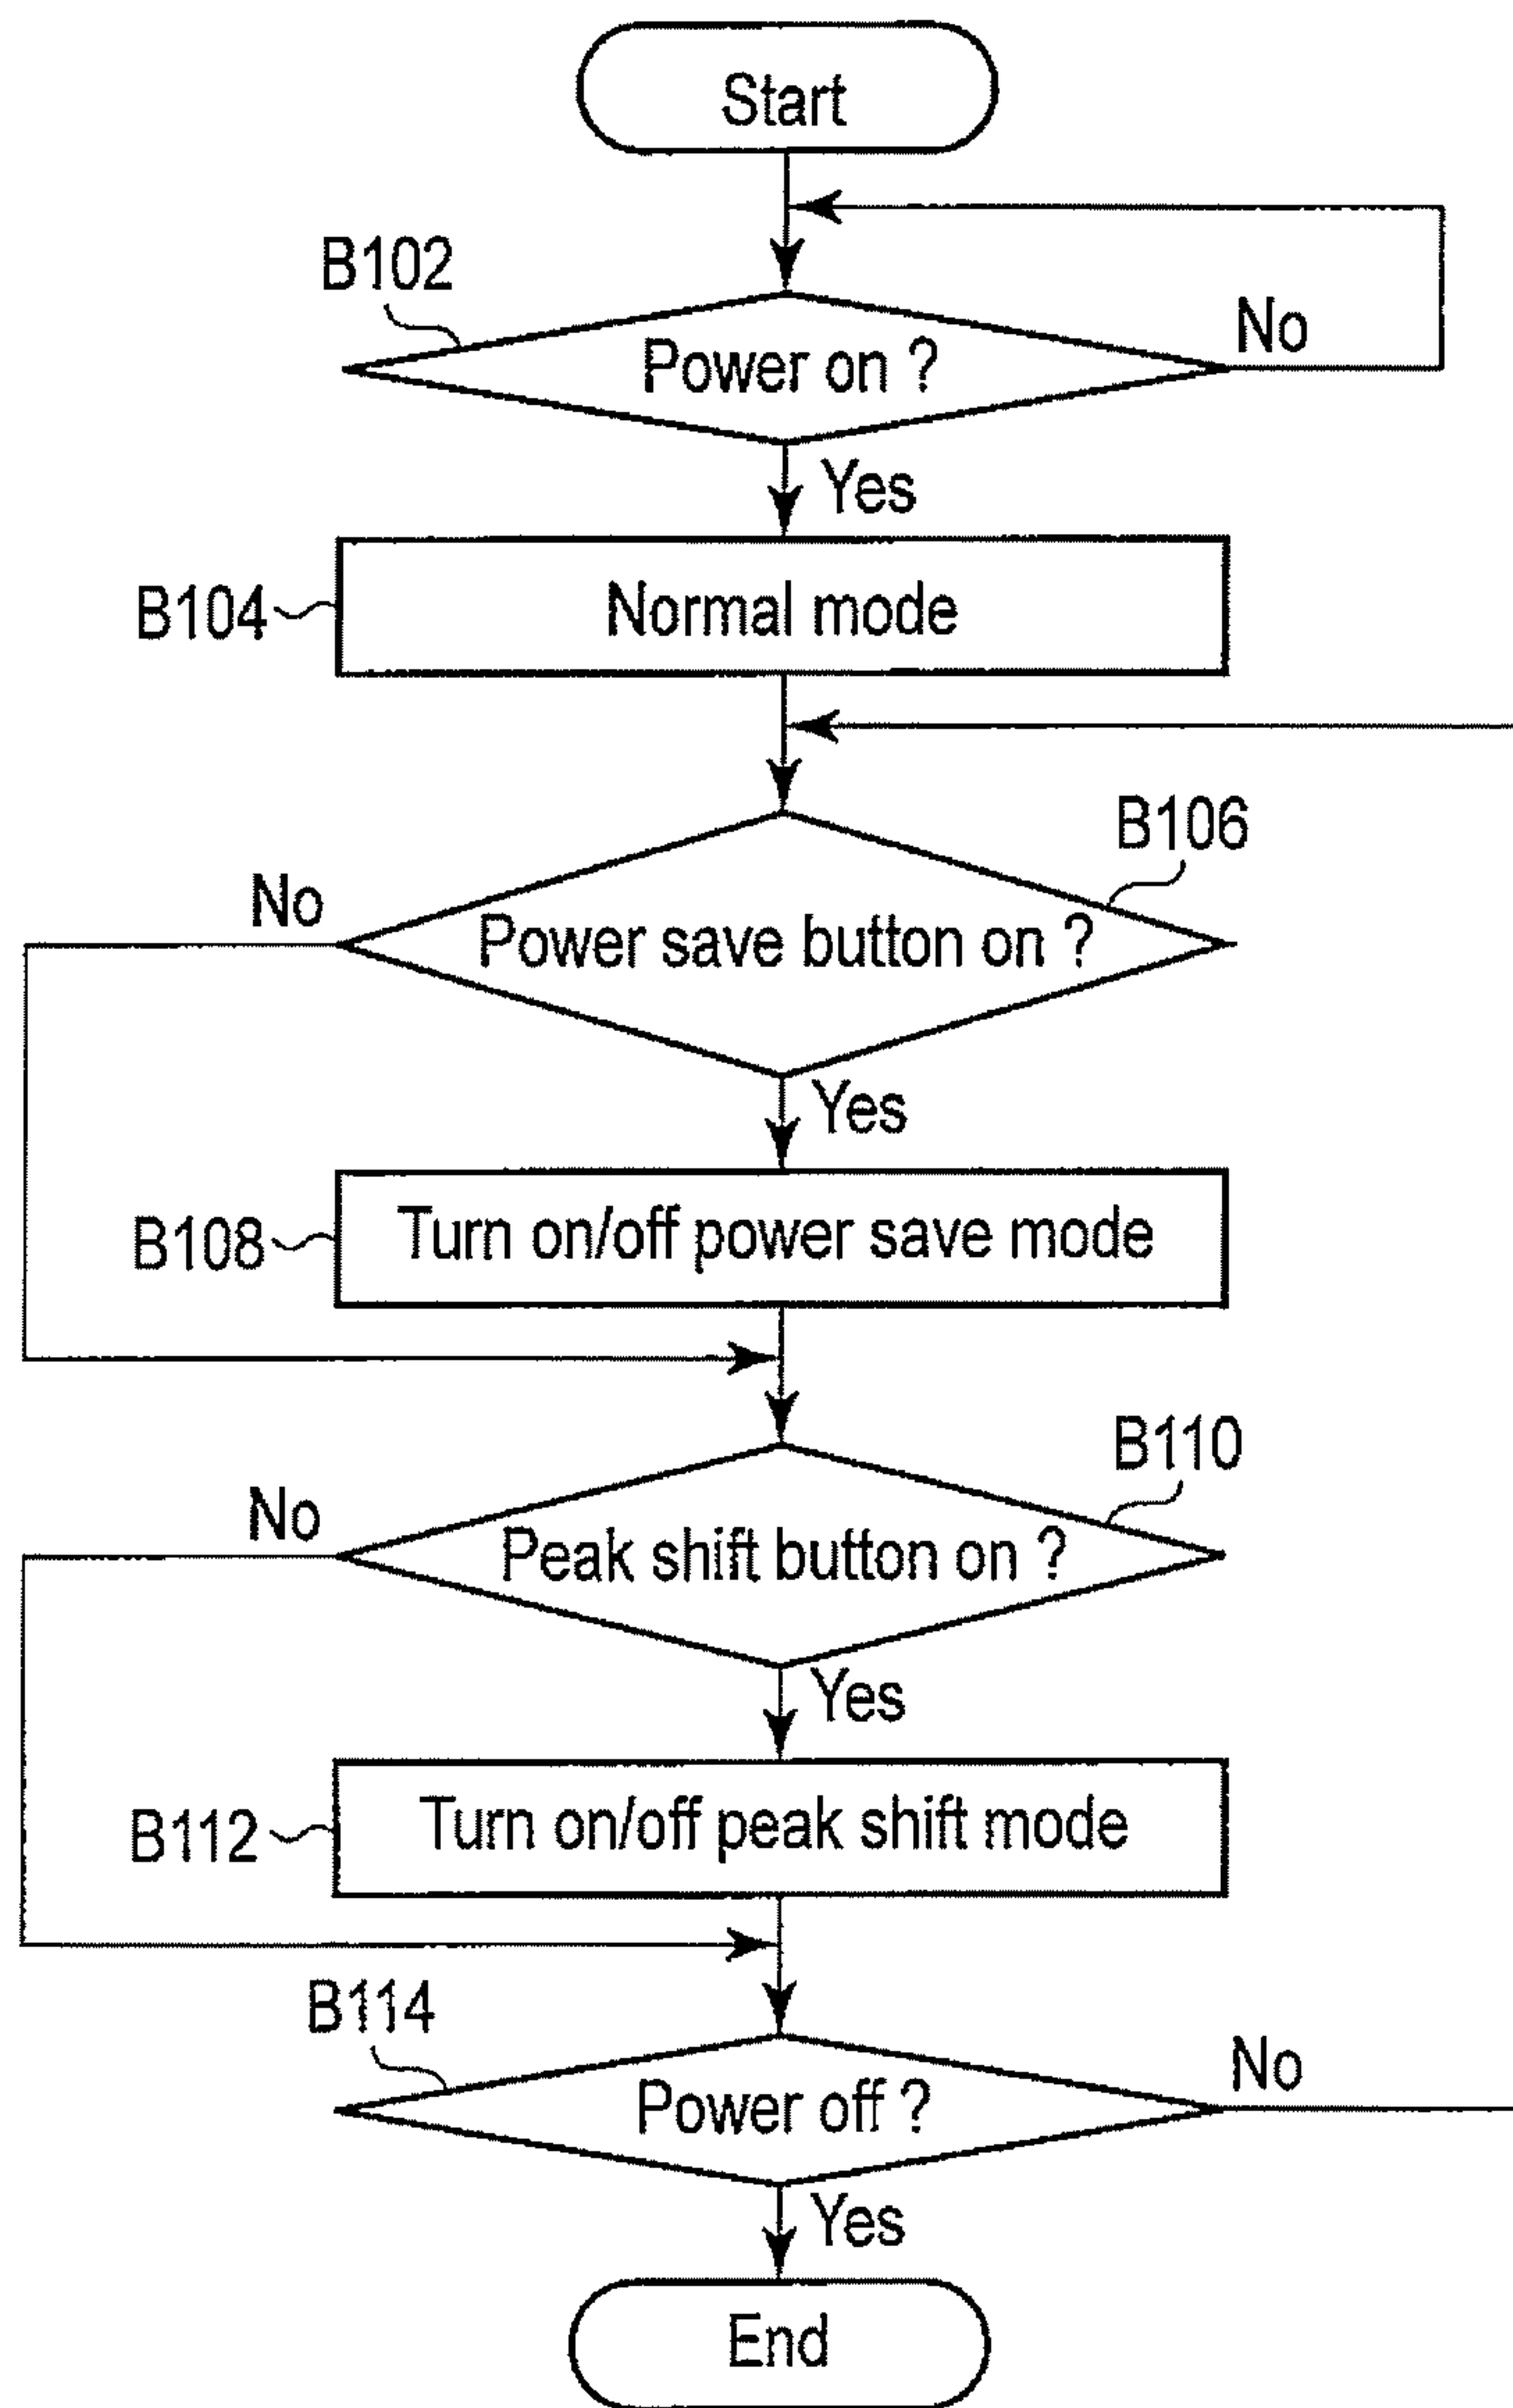 Start
B102
Power on ?
No
Yes
B104
Normal mode
B106
No
Power save button on ?
Yes
B108
Turn on/off power save mode
B110
No
Peak shift button on ?
Yes
B112
Turn on/off peak shift mode
B114
Power off ?
No
Yes
End